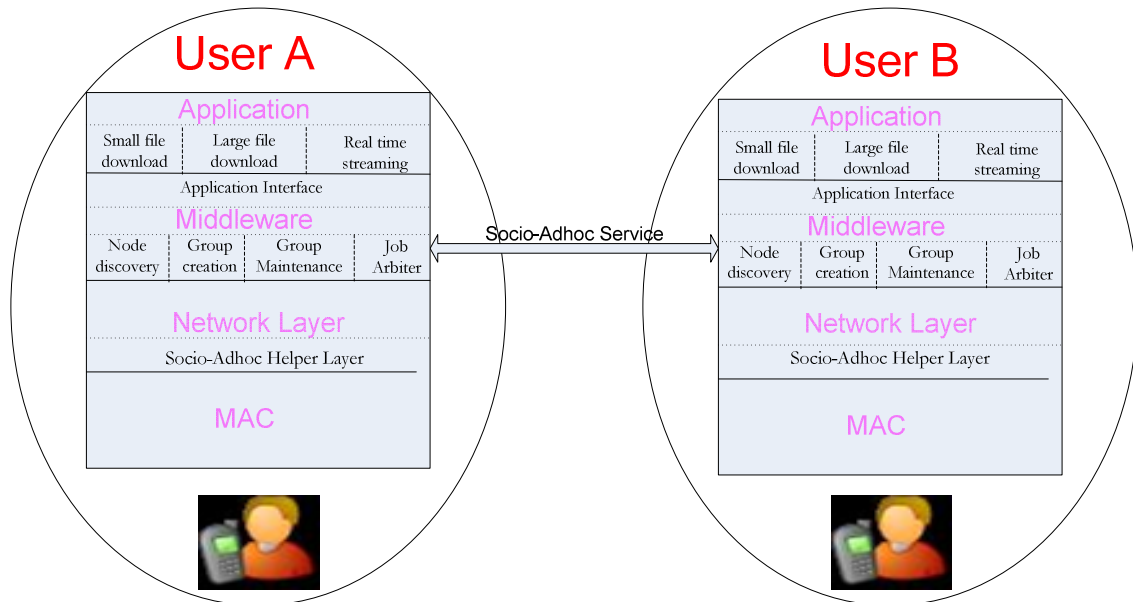 User A
Application
Small file
download
Large file
download
Real time
streaming
Application Interface
Middleware
Node
discovery
Group
creation
Group
Maintenance
Job
Arbiter
Network Layer
Socio-Adhoc Helper Layer
MAC
Socio-Adhoc Service
User B
Application
Small file
download
Large file
download
Real time
streaming
Application Interface
Middleware
Node
discovery
Group
creation
Group
Maintenance
Job
Arbiter
Network Layer
Socio-Adhoc Helper Layer
MAC